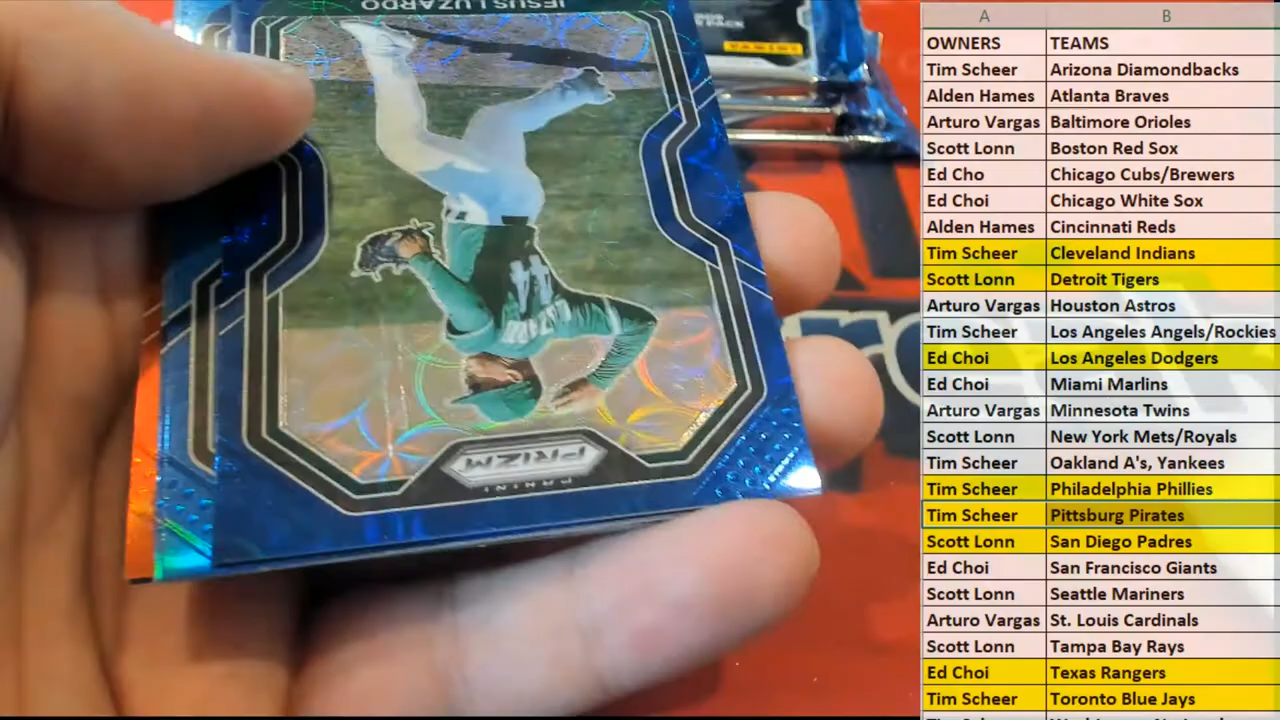 JESUS LUZARDO
44
PRIZM
PANINI
PANINI
A B
OWNERS TEAMS
Tim Scheer Arizona Diamondbacks
Alden Hames Atlanta Braves
Arturo Vargas Baltimore Orioles
Scott Lonn Boston Red Sox
Ed Cho Chicago Cubs/Brewers
Ed Choi Chicago White Sox
Alden Hames Cincinnati Reds
Tim Scheer Cleveland Indians
Scott Lonn Detroit Tigers
Arturo Vargas Houston Astros
Tim Scheer Los Angeles Angels/Rockies
Ed Choi Los Angeles Dodgers
Ed Choi Miami Marlins
Arturo Vargas Minnesota Twins
Scott Lonn New York Mets/Royals
Tim Scheer Oakland A's, Yankees
Tim Scheer Philadelphia Phillies
Tim Scheer Pittsburg Pirates
Scott Lonn San Diego Padres
Ed Choi San Francisco Giants
Scott Lonn Seattle Mariners
Arturo Vargas St. Louis Cardinals
Scott Lonn Tampa Bay Rays
Ed Choi Texas Rangers
Tim Scheer Toronto Blue Jays